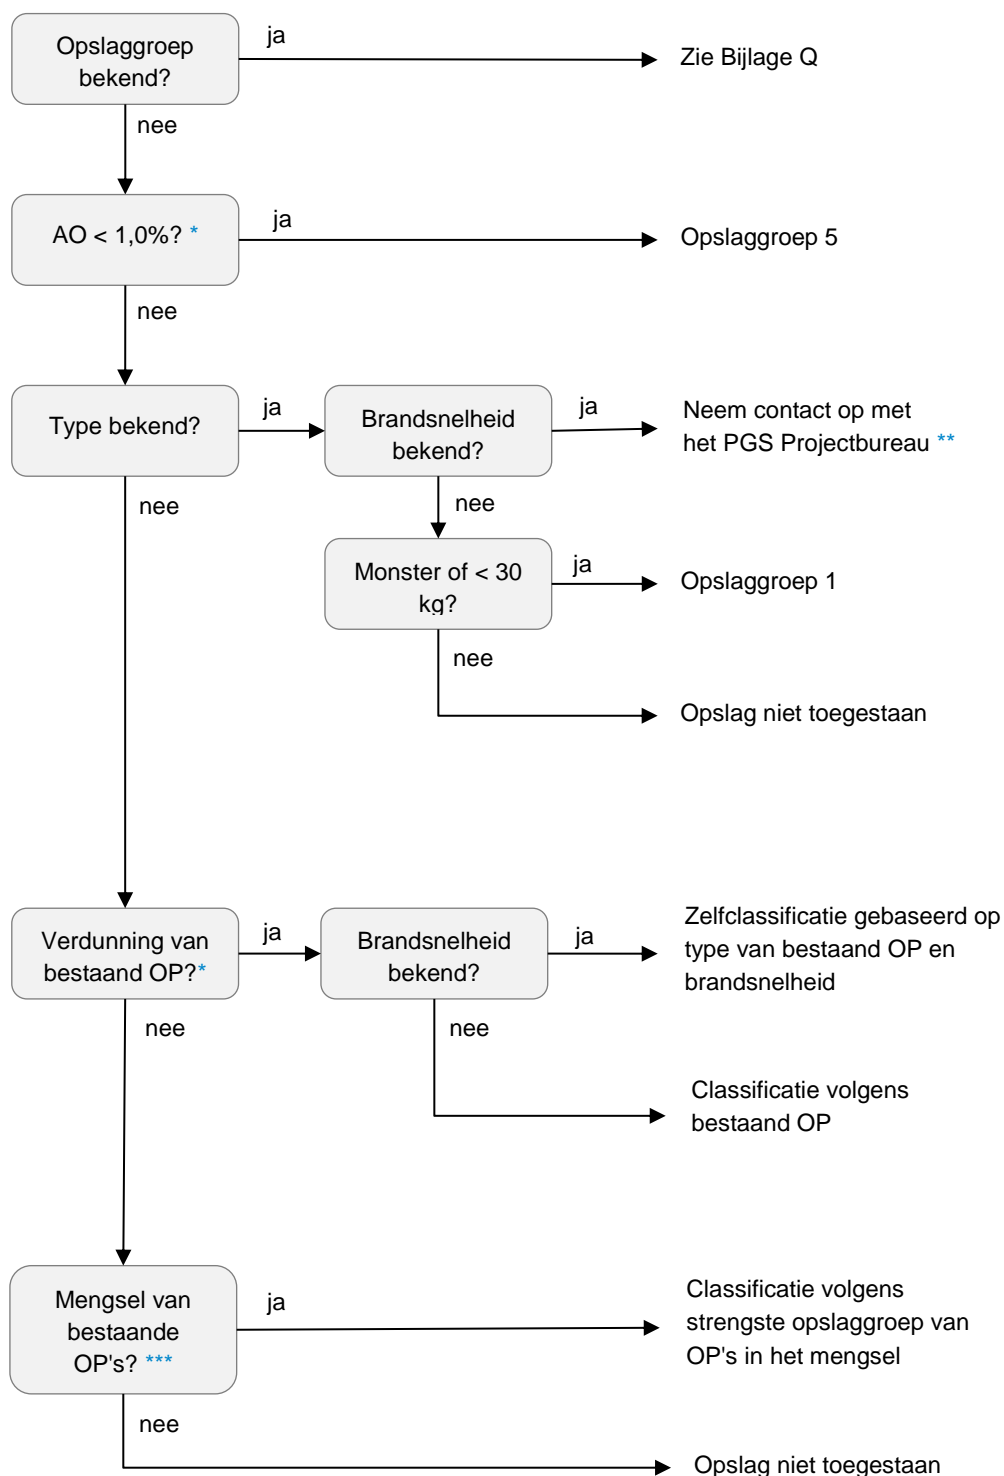 Opslaggroep
bekend?
ja
Zie Bijlage Q
nee
AO < 1,0%? *
ja
Opslaggroep 5
nee
Type bekend?
ja
Brandsnelheid
bekend?
ja
Neem contact op met
het PGS Projectbureau **
nee
nee
Monster of < 30
kg?
ja
Opslaggroep 1
nee
Opslag niet toegestaan
Verdunning van
bestaand OP?*
ja
Brandsnelheid
bekend?
ja
Zelfclassificatie gebaseerd op
type van bestaand OP en
brandsnelheid
nee
nee
Classificatie volgens
bestaand OP
Mengsel van
bestaande
OP's? ***
ja
Classificatie volgens
strengste opslaggroep van
OP's in het mengsel
nee
Opslag niet toegestaan